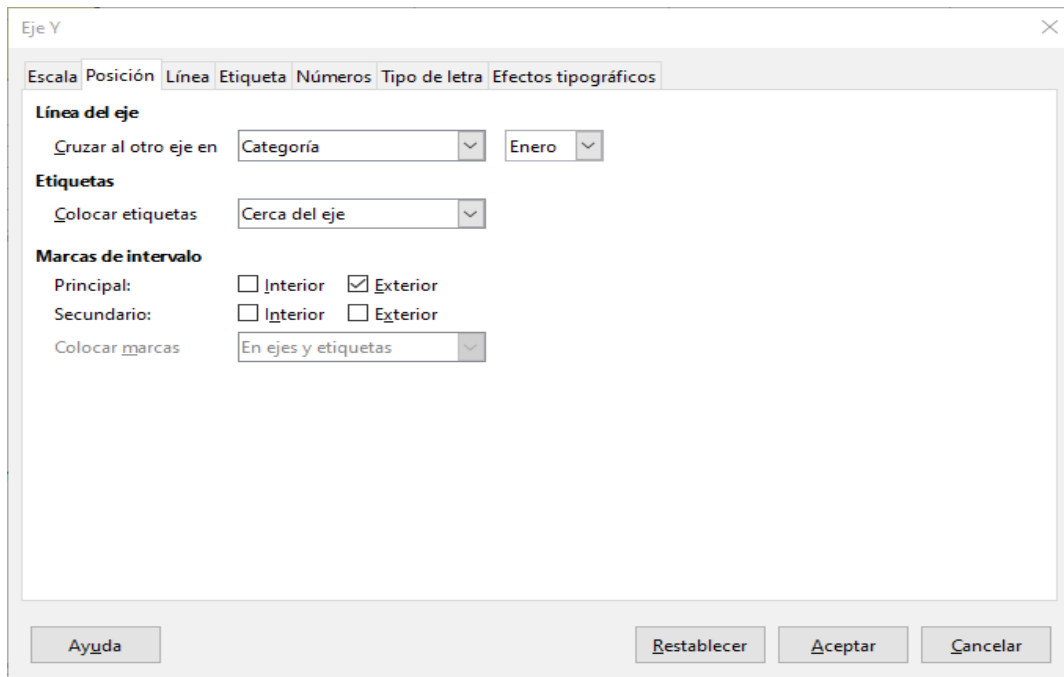 Eje Y
Escala Posición Línea Etiqueta Números Tipo de letra Efectos tipográficos
Línea del eje
Cruzar al otro eje en Categoría Enero
Etiquetas
Colocar etiquetas Cerca del eje
Marcas de intervalo
Principal: Interior Exterior
Secundario: Interior Exterior
Colocar marcas En ejes y etiquetas
Ayuda Restablecer Aceptar Cancelar